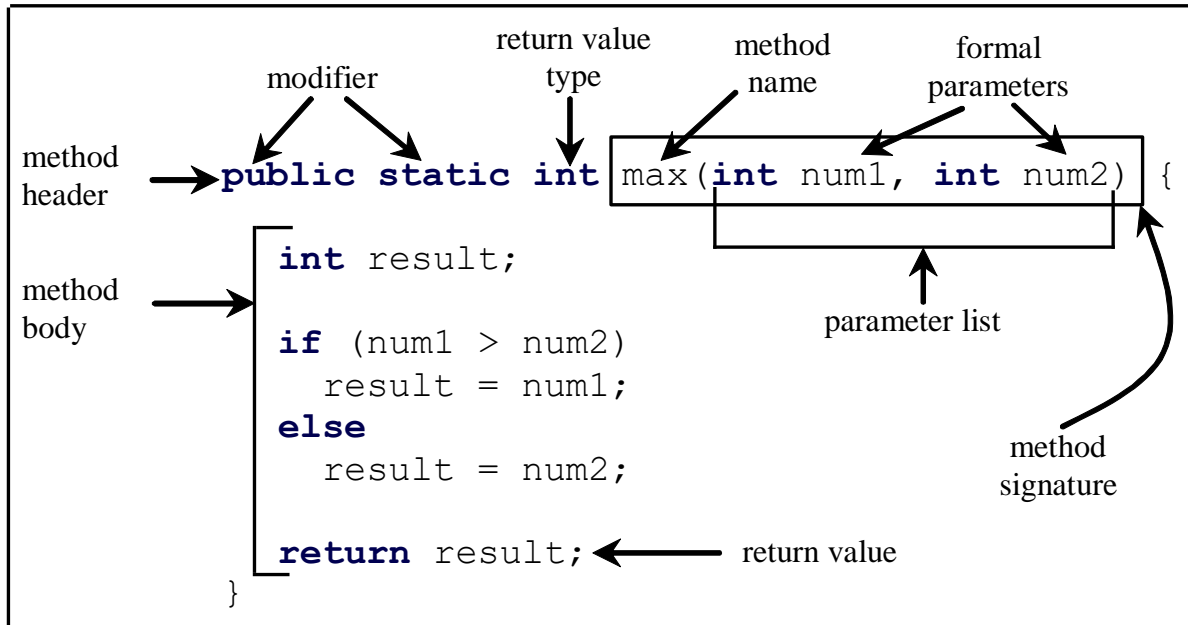 return value
type
method
name
formal
parameters
modifier
method
header
public static int max(int num1, int num2) {
int result;
method
body
parameter list
if (num1 > num2)
result = num1;
else
result = num2;
method
signature
return result;
return value
}